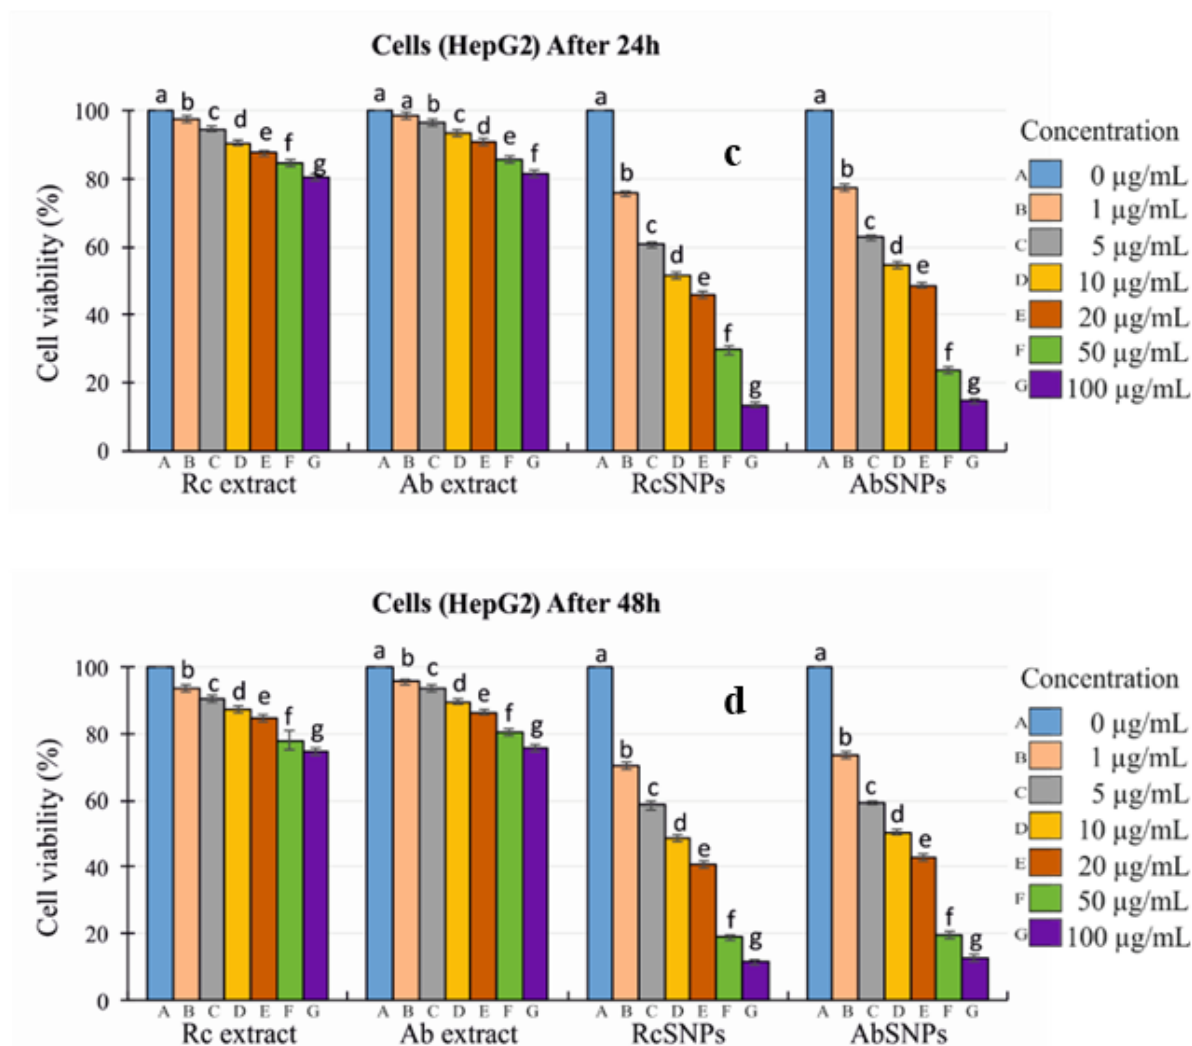 Cells (HepG2) After 24h
Cell viability (%)
100
80
60
40
20
0
a b c d e f g
a a b c d e f
a b c d e f g
a b c d e f g
c
Concentration
A 0 µg/mL
B 1 µg/mL
C 5 µg/mL
D 10 µg/mL
E 20 µg/mL
F 50 µg/mL
G 100 µg/mL
A B C D E F G A B C D E F G A B C D E F G A B C D E F G
Rc extract Ab extract RcSNPs AbSNPs
Cells (HepG2) After 48h
Cell viability (%)
100
80
60
40
20
0
b c d e f g
a b c d e f g
a b c d e f g
a b c d e f g
d
Concentration
A 0 µg/mL
B 1 µg/mL
C 5 µg/mL
D 10 µg/mL
E 20 µg/mL
F 50 µg/mL
G 100 µg/mL
A B C D E F G A B C D E F G A B C D E F G A B C D E F G
Rc extract Ab extract RcSNPs AbSNPs